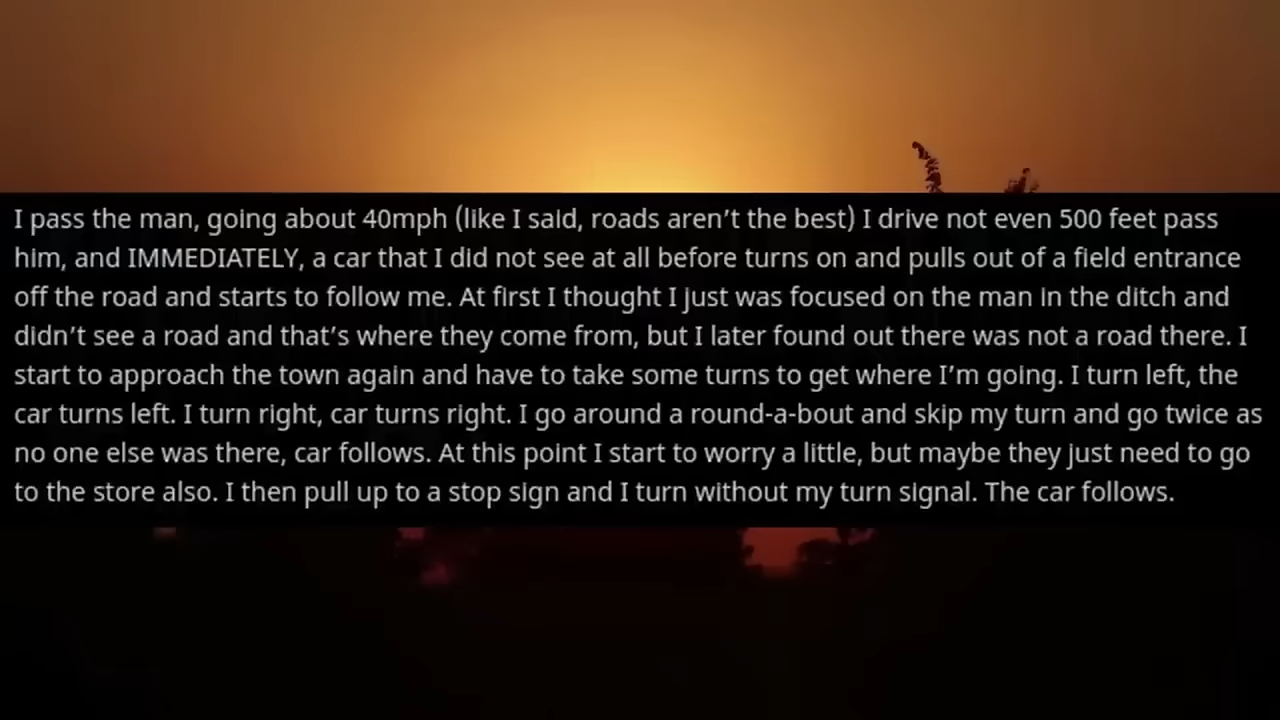 I pass the man, going about 40mph (like I said, roads aren’t the best) I drive not even 500 feet pass
him, and IMMEDIATELY, a car that I did not see at all before turns on and pulls out of a field entrance
off the road and starts to follow me. At first I thought I just was focused on the man in the ditch and
didn’t see a road and that’s where they come from, but I later found out there was not a road there. I
start to approach the town again and have to take some turns to get where I’m going. I turn left, the
car turns left. I turn right, car turns right. I go around a round-a-bout and skip my turn and go twice as
no one else was there, car follows. At this point I start to worry a little, but maybe they just need to go
to the store also. I then pull up to a stop sign and I turn without my turn signal. The car follows.